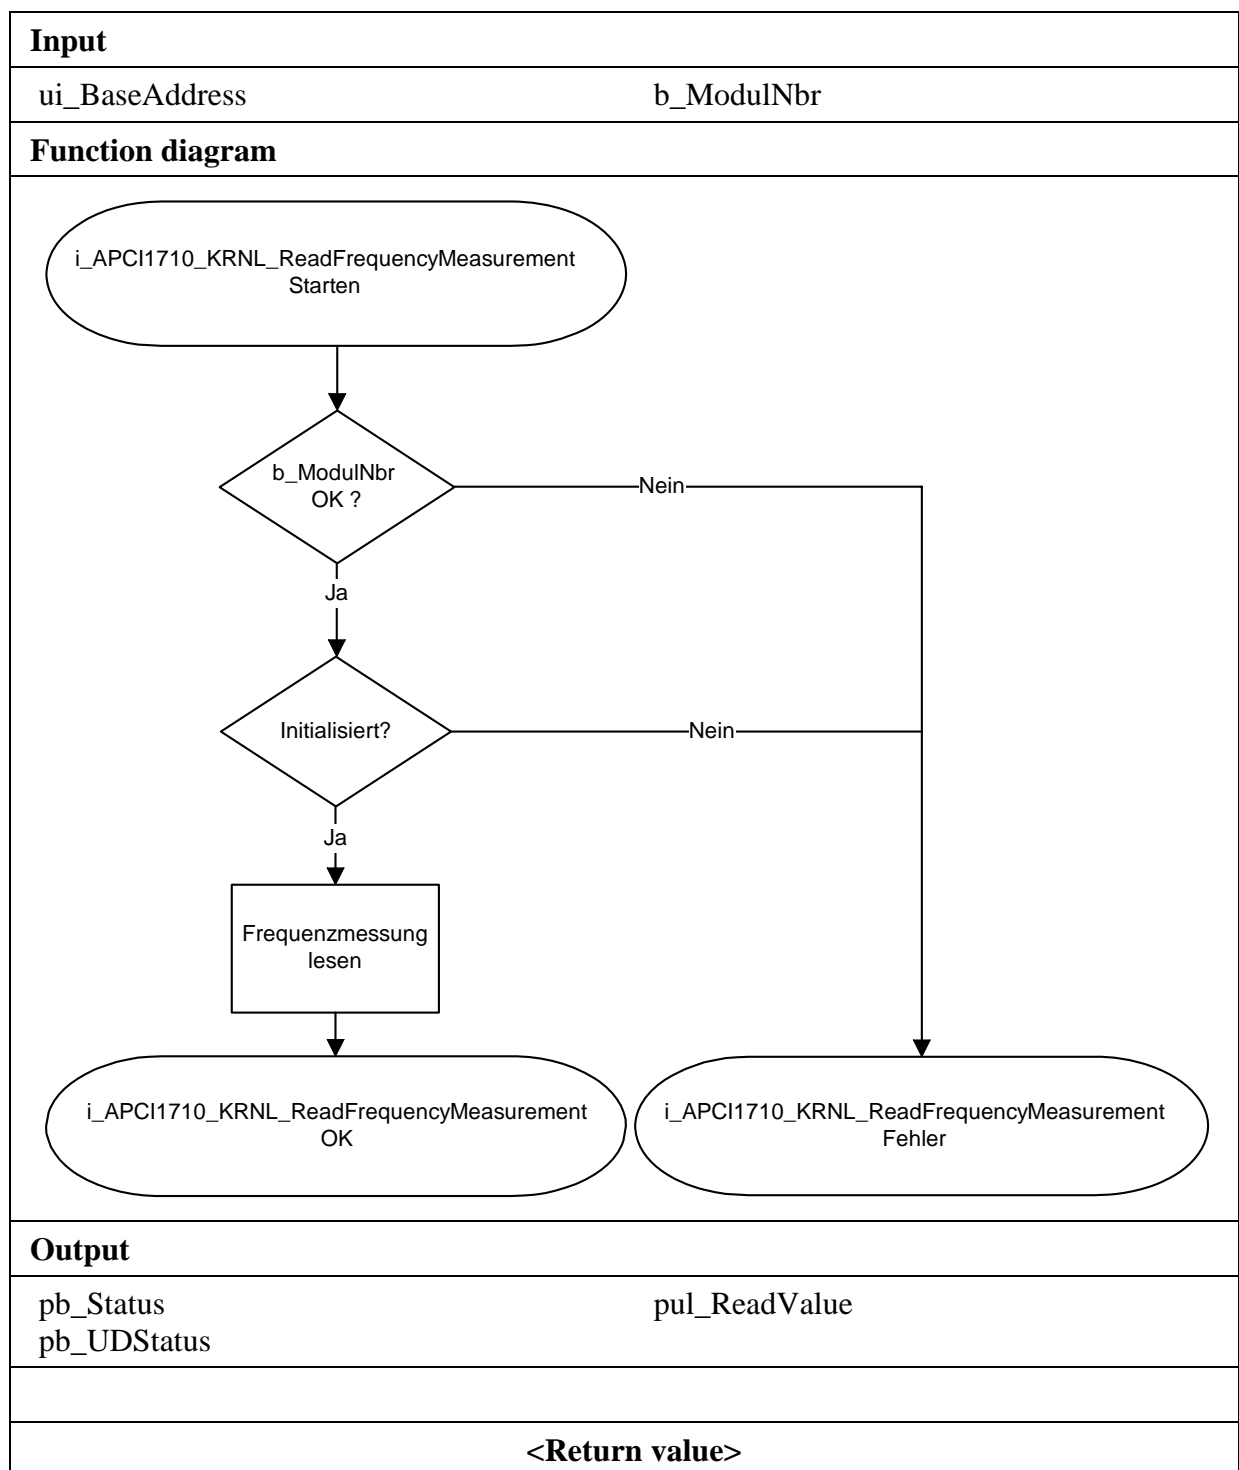 Input
ui_BaseAddress b_ModulNbr
Function diagram
i_APCI1710_KRNL_ReadFrequencyMeasurement
Starten
b_ModulNbr
OK ?
Nein
Ja
Initialisiert?
Nein
Ja
Frequenzmessung
lesen
i_APCI1710_KRNL_ReadFrequencyMeasurement
OK
i_APCI1710_KRNL_ReadFrequencyMeasurement
Fehler
Output
pb_Status pul_ReadValue
pb_UDStatus
<Return value>